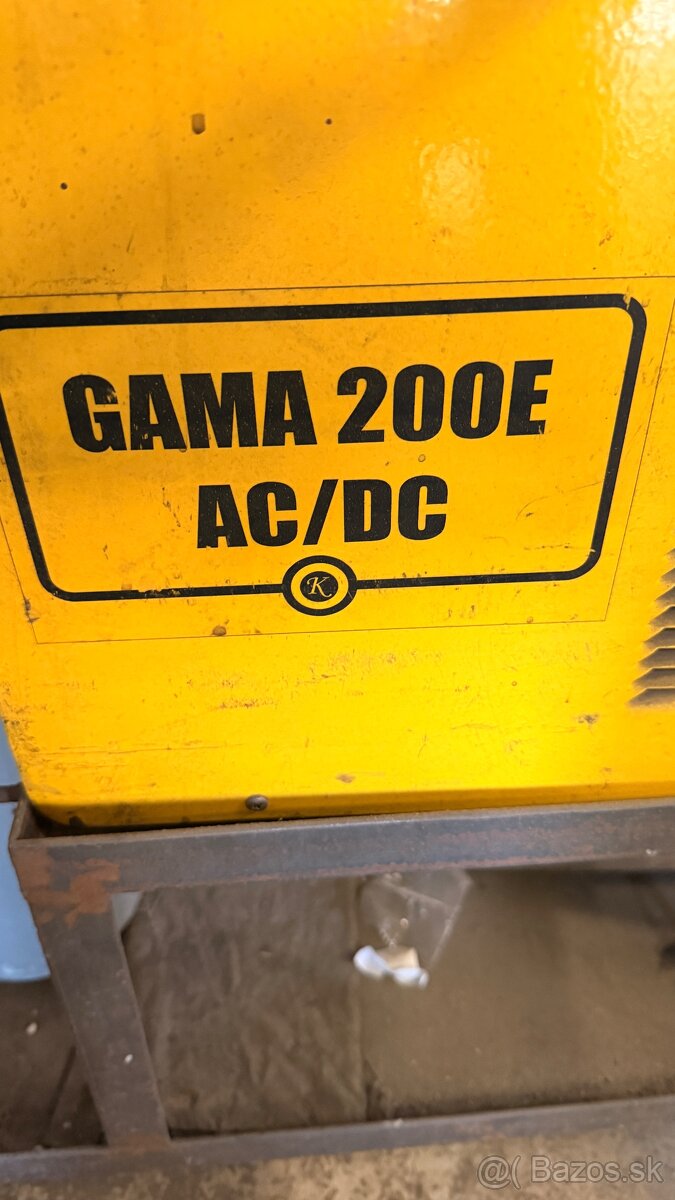 GAMA 200E
AC/DC
K
@( Bazos.sk